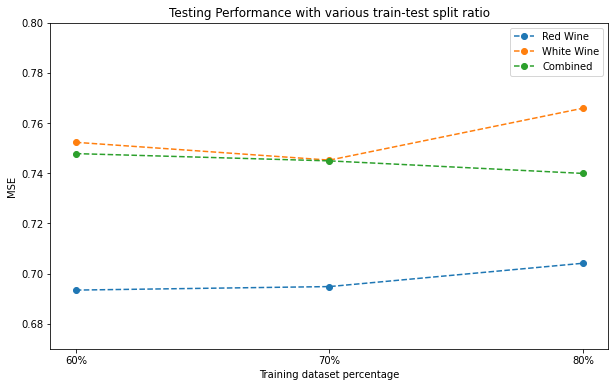 Testing Performance with various train-test split ratio
0.80
0.78
0.76
0.74
0.72
0.70
0.68
MSE
Red Wine
White Wine
Combined
60%
70%
80%
Training dataset percentage